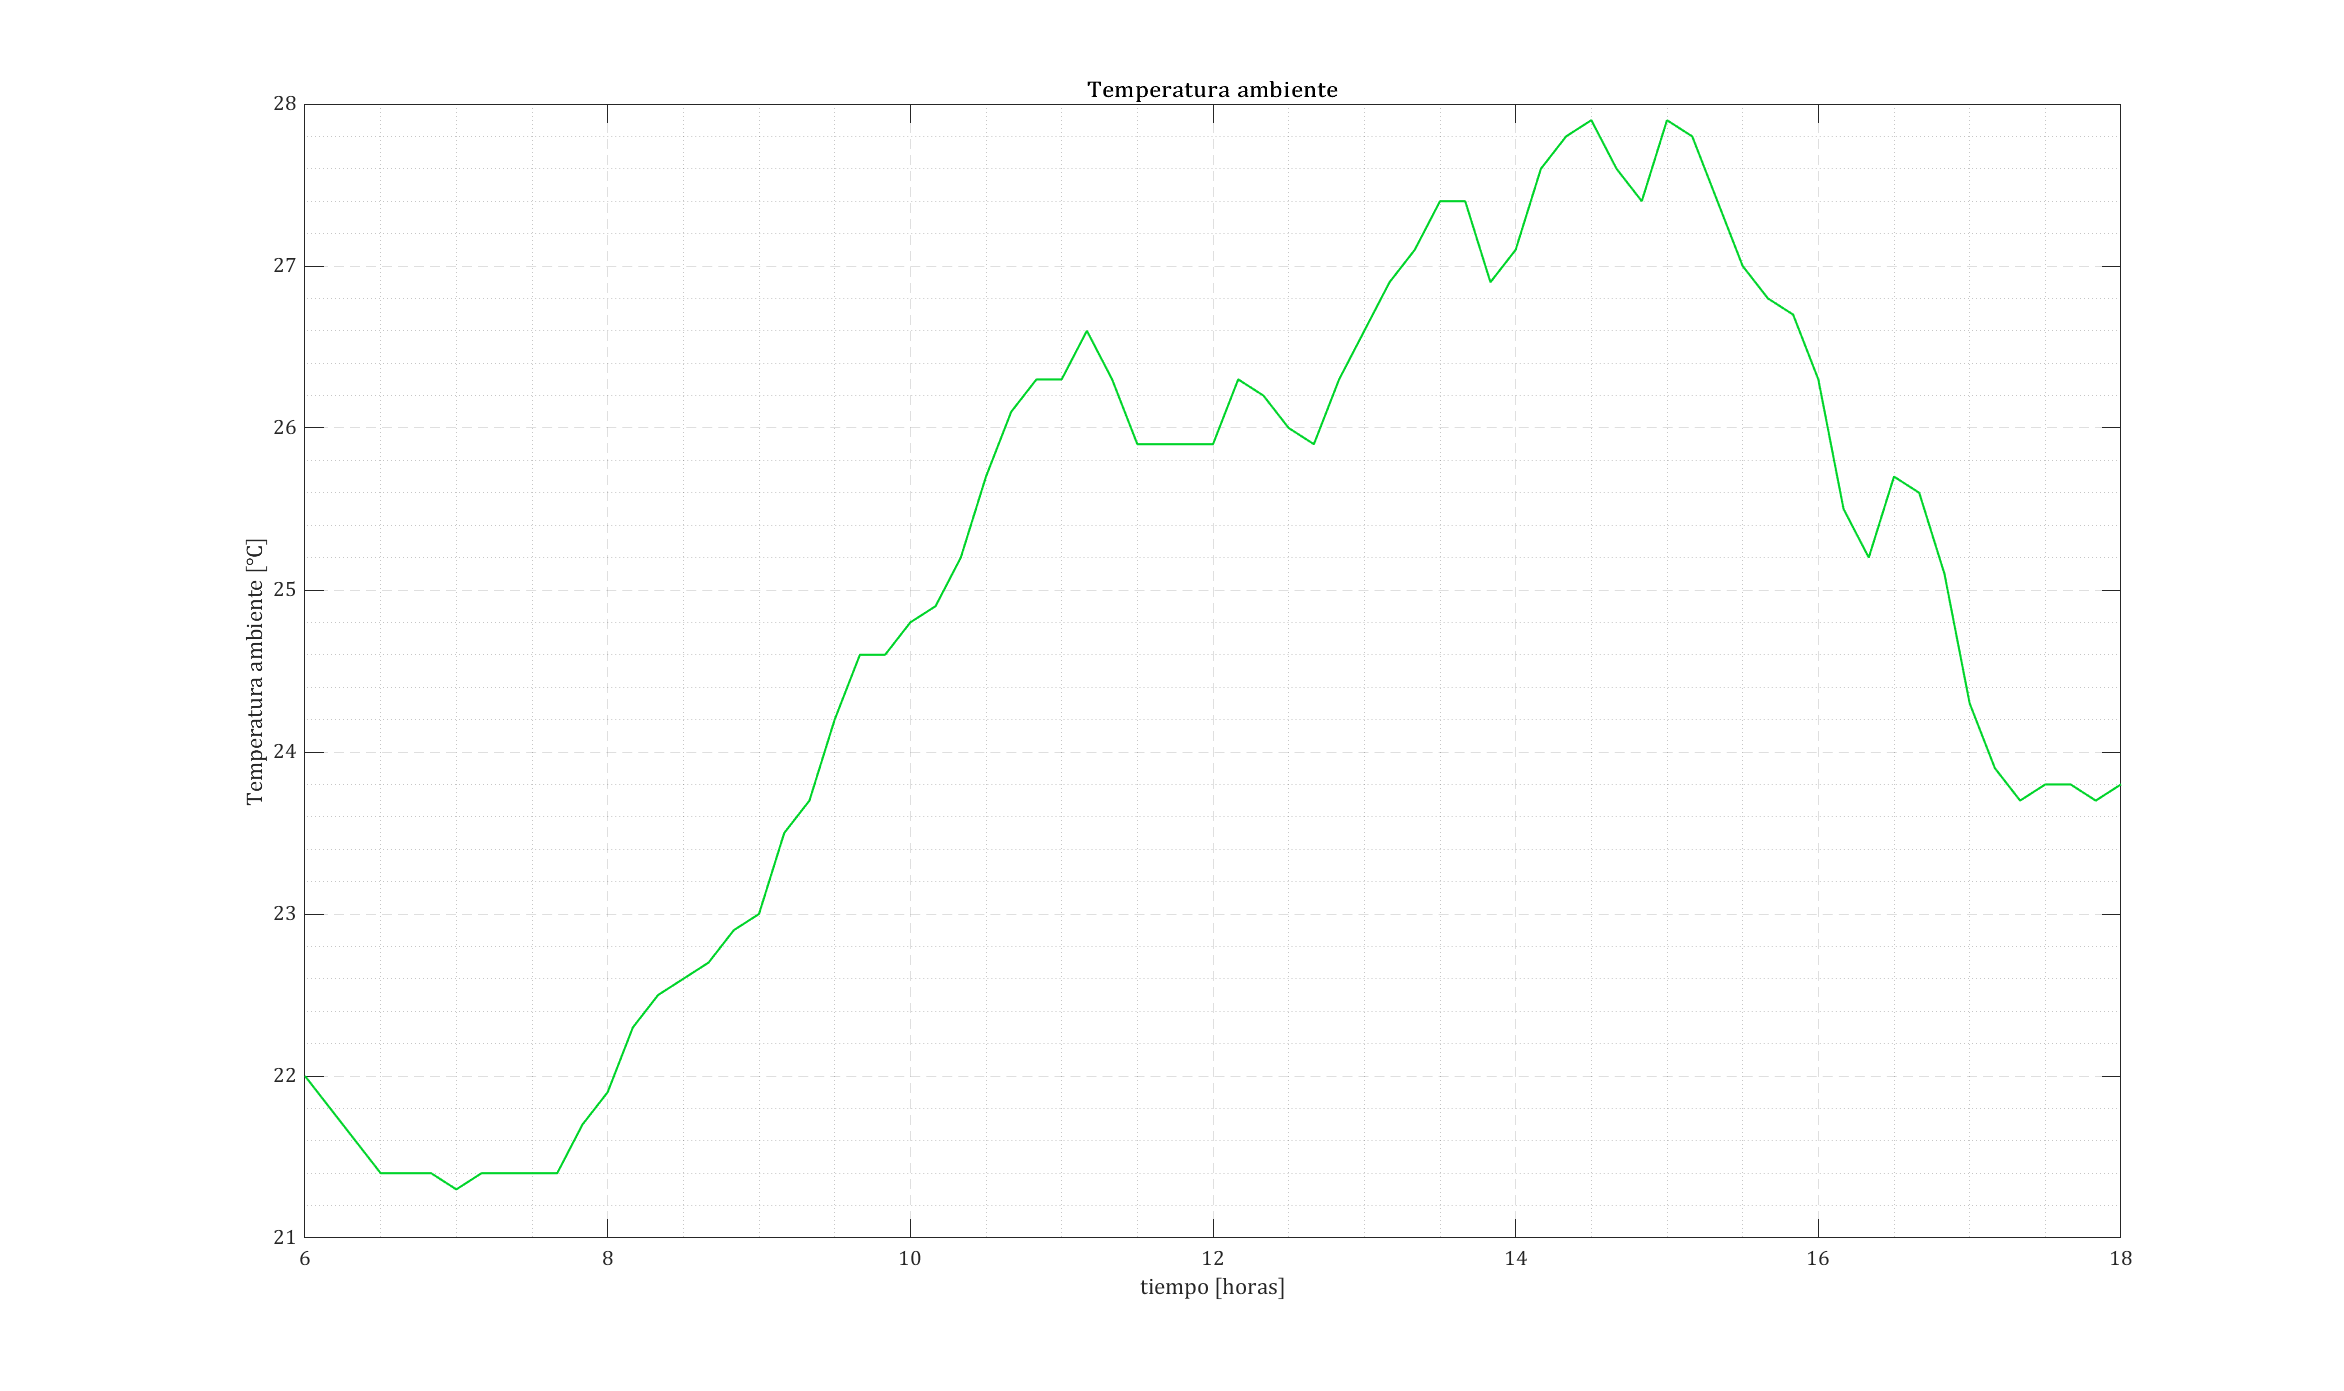 Temperatura ambiente
28
27
26
25
24
23
22
21
Temperatura ambiente [°C]
6 8 10 12 14 16 18
tiempo [horas]